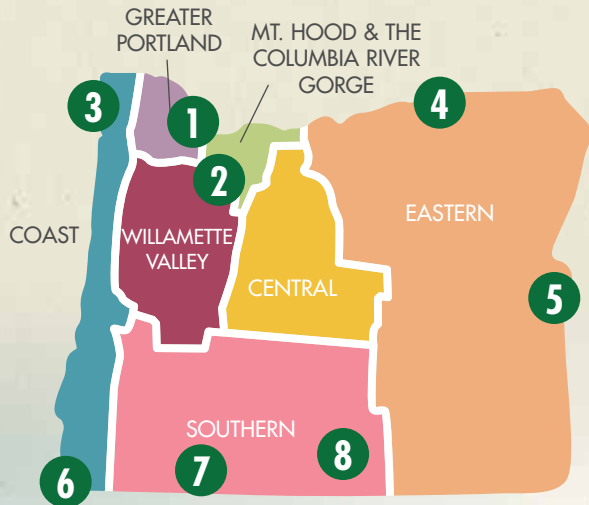 GREATER
PORTLAND
MT. HOOD & THE
COLUMBIA RIVER
GORGE
3
1
4
2
COAST
WILLAMETTE
VALLEY
EASTERN
CENTRAL
5
SOUTHERN
6
7
8